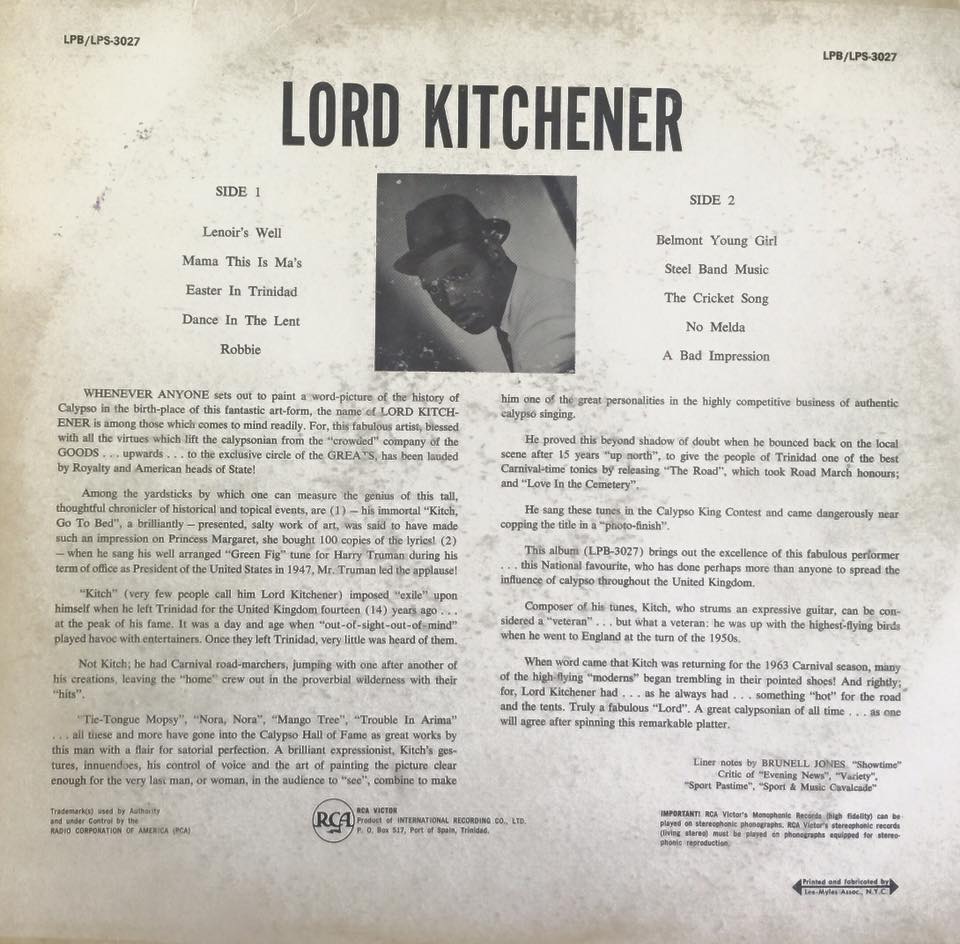 LPB/LPS-3027
LPB/LPS-3027
LORD KITCHENER
SIDE 1
Lenoir's Well
Mama This Is Ma's
Easter In Trinidad
Dance In The Lent
Robbie
SIDE 2
Belmont Young Girl
Steel Band Music
The Cricket Song
No Melda
A Bad Impression
WHENEVER ANYONE sets out to paint a word-picture of the history of
Calypso in the birth-place of this fantastic art-form, the name of LORD KITCH-
ENER is among those which comes to mind readily. For, this fabulous artist, blessed
with all the virtues which lift the calypsonian from the "crowded" company of the
GOODS . . . upwards . . . to the exclusive circle of the GREATS, has been lauded
by Royalty and American heads of State!
Among the yardsticks by which one can measure the genius of this tall,
thoughtful chronicler of historical and topical events, are (1) — his immortal "Kitch,
Go To Bed", a brilliantly – presented, salty work of art, was said to have made
such an impression on Princess Margaret, she bought 100 copies of the lyrics! (2)
— when he sang his well arranged "Green Fig" tune for Harry Truman during his
term of office as President of the United States in 1947, Mr. Truman led the applause!
"Kitch" (very few people call him Lord Kitchener) imposed "exile" upon
himself when he left Trinidad for the United Kingdom fourteen (14) years ago . . .
at the peak of his fame. It was a day and age when "out-of-sight-out-of-mind"
played havoc with entertainers. Once they left Trinidad, very little was heard of them.
Not Kitch; he had Carnival road-marchers, jumping with one after another of
his creations, leaving the "home" crew out in the proverbial wilderness with their
"hits".
"Tie-Tongue Mopsy", "Nora, Nora", "Mango Tree", "Trouble In Arima"
. . . all these and more have gone into the Calypso Hall of Fame as great works by
this man with a flair for satorial perfection. A brilliant expressionist, Kitch's ges-
tures, innuendoes, his control of voice and the art of painting the picture clear
enough for the very last man, or woman, in the audience to "see", combine to make
him one of the great personalities in the highly competitive business of authentic
calypso singing.
He proved this beyond shadow of doubt when he bounced back on the local
scene after 15 years "up north", to give the people of Trinidad one of the best
Carnival-time tonics by releasing "The Road", which took Road March honours;
and "Love In the Cemetery".
He sang these tunes in the Calypso King Contest and came dangerously near
copping the title in a "photo-finish".
This album (LPB-3027) brings out the excellence of this fabulous performer
. . . this National favourite, who has done perhaps more than anyone to spread the
influence of calypso throughout the United Kingdom.
Composer of his tunes, Kitch, who strums an expressive guitar, can be con-
sidered a "veteran" . . . but what a veteran: he was up with the highest-flying birds
when he went to England at the turn of the 1950s.
When word came that Kitch was returning for the 1963 Carnival season, many
of the high-flying "moderns" began trembling in their pointed shoes! And rightly;
for, Lord Kitchener had . . . as he always had . . . something "hot" for the road
and the tents. Truly a fabulous "Lord". A great calypsonian of all time . . . as one
will agree after spinning this remarkable platter.
Liner notes by BRUNELL JONES "Showtime"
Critic of "Evening News", "Variety",
"Sport Pastime", "Sport & Music Cavalcade"
Trademark(s) used by Authority
and under Control by the
RADIO CORPORATION OF AMERICA (RCA)
RCA
RCA VICTOR
Product of INTERNATIONAL RECORDING CO., LTD.
P. O. Box 517, Port of Spain, Trinidad.
IMPORTANT! RCA Victor's Monophonic Records (high fidelity) can be
played on stereophonic phonographs. RCA Victor's stereophonic records
(living stereo) must be played on phonographs equipped for stereo-
phonic reproduction.
Printed and fabricated by
Lee-Myles Assoc., N.Y.C.